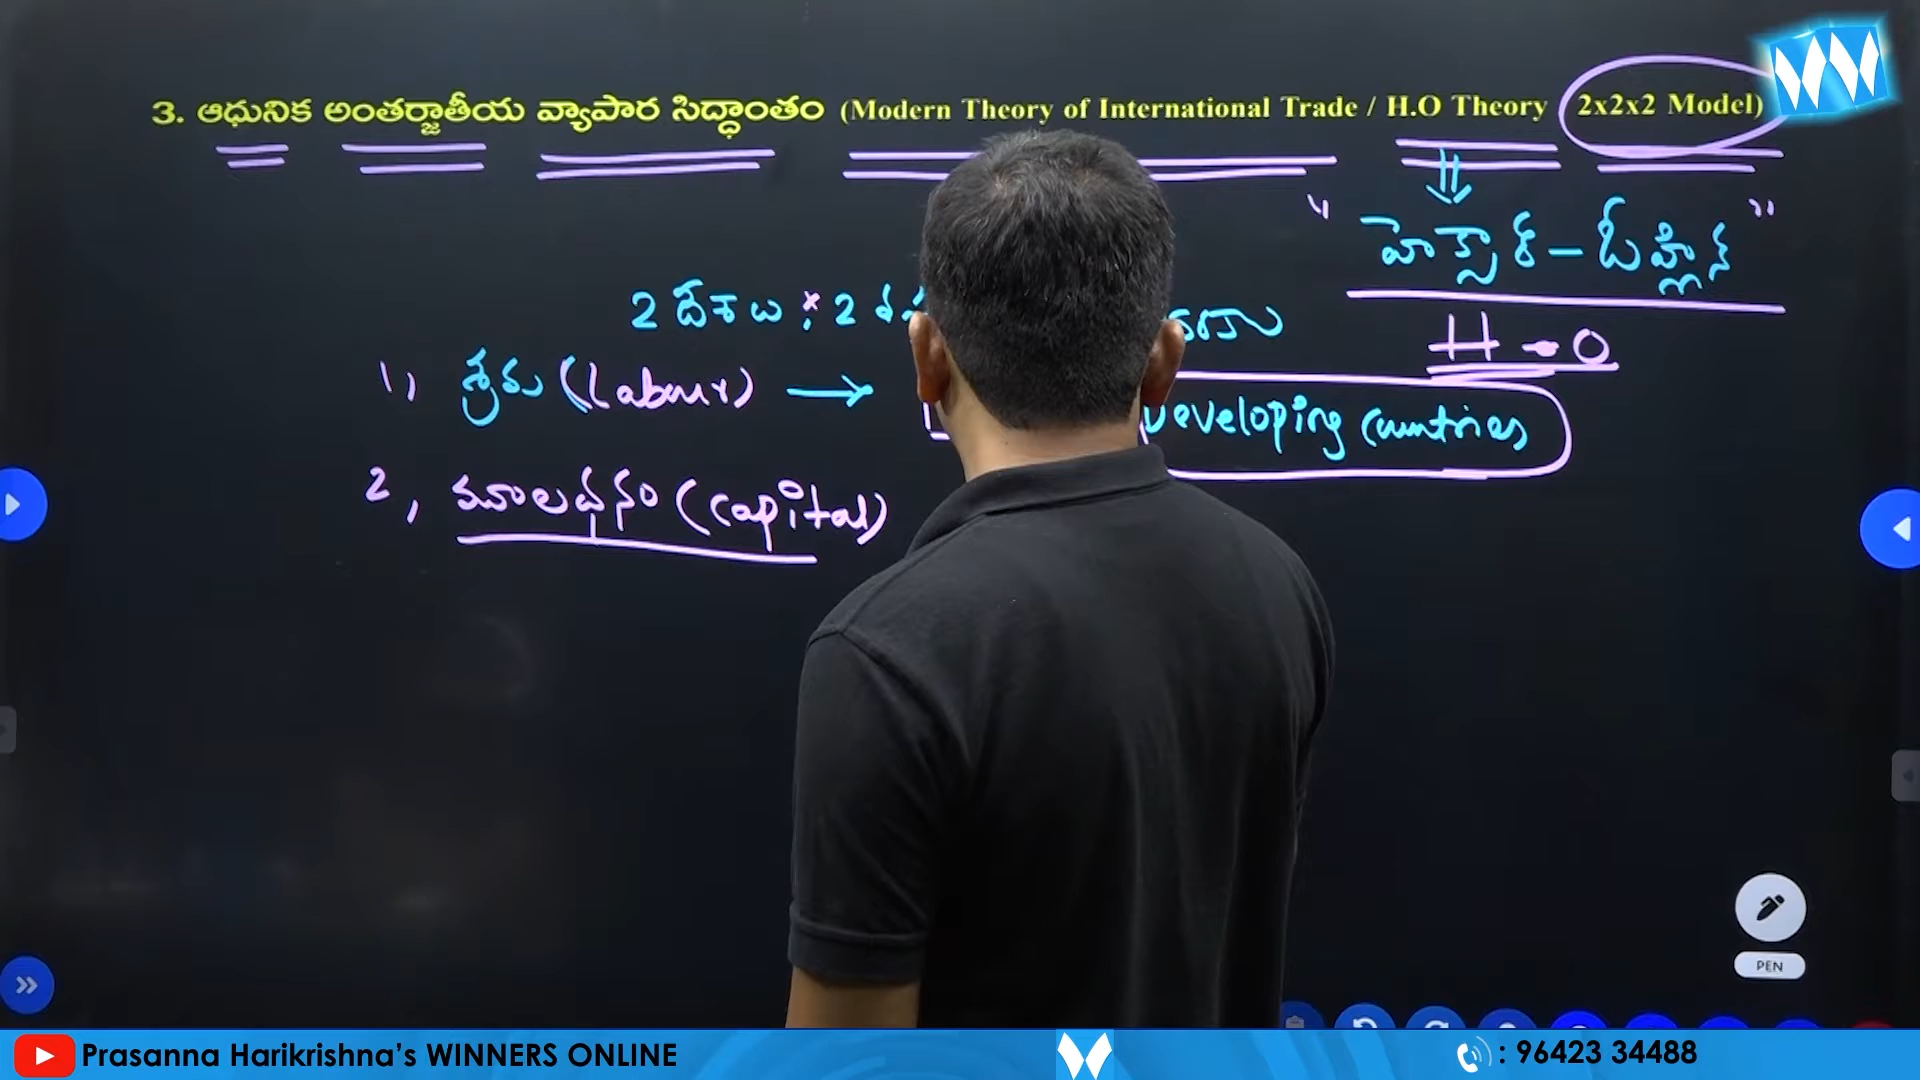 3. ఆధునిక అంతర్జాతీయ వ్యాపార సిద్ధాంతం (Modern Theory of International Trade / H.O Theory 2x2x2 Model)
" హెక్సార్ - ఓహ్లిన్ "
2 దేశాలు × 2
H - O
1) శ్రమ (Labour) → Developing Countries
2, మూలధనం (capital)
PEN
Prasanna Harikrishna's WINNERS ONLINE
: 96423 34488